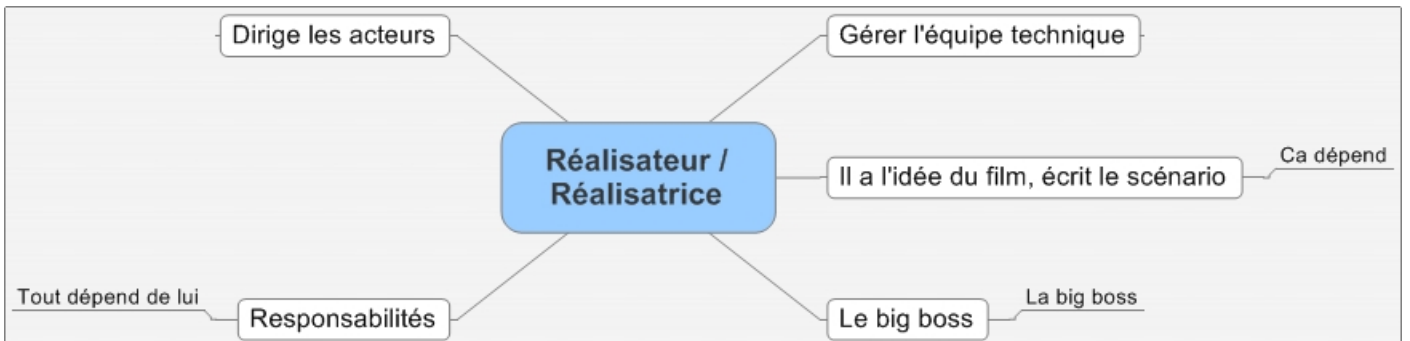 Dirige les acteurs
Gérer l'équipe technique
Réalisateur /
Réalisatrice
Il a l'idée du film, écrit le scénario
Ca dépend
Tout dépend de lui
Responsabilités
Le big boss
La big boss